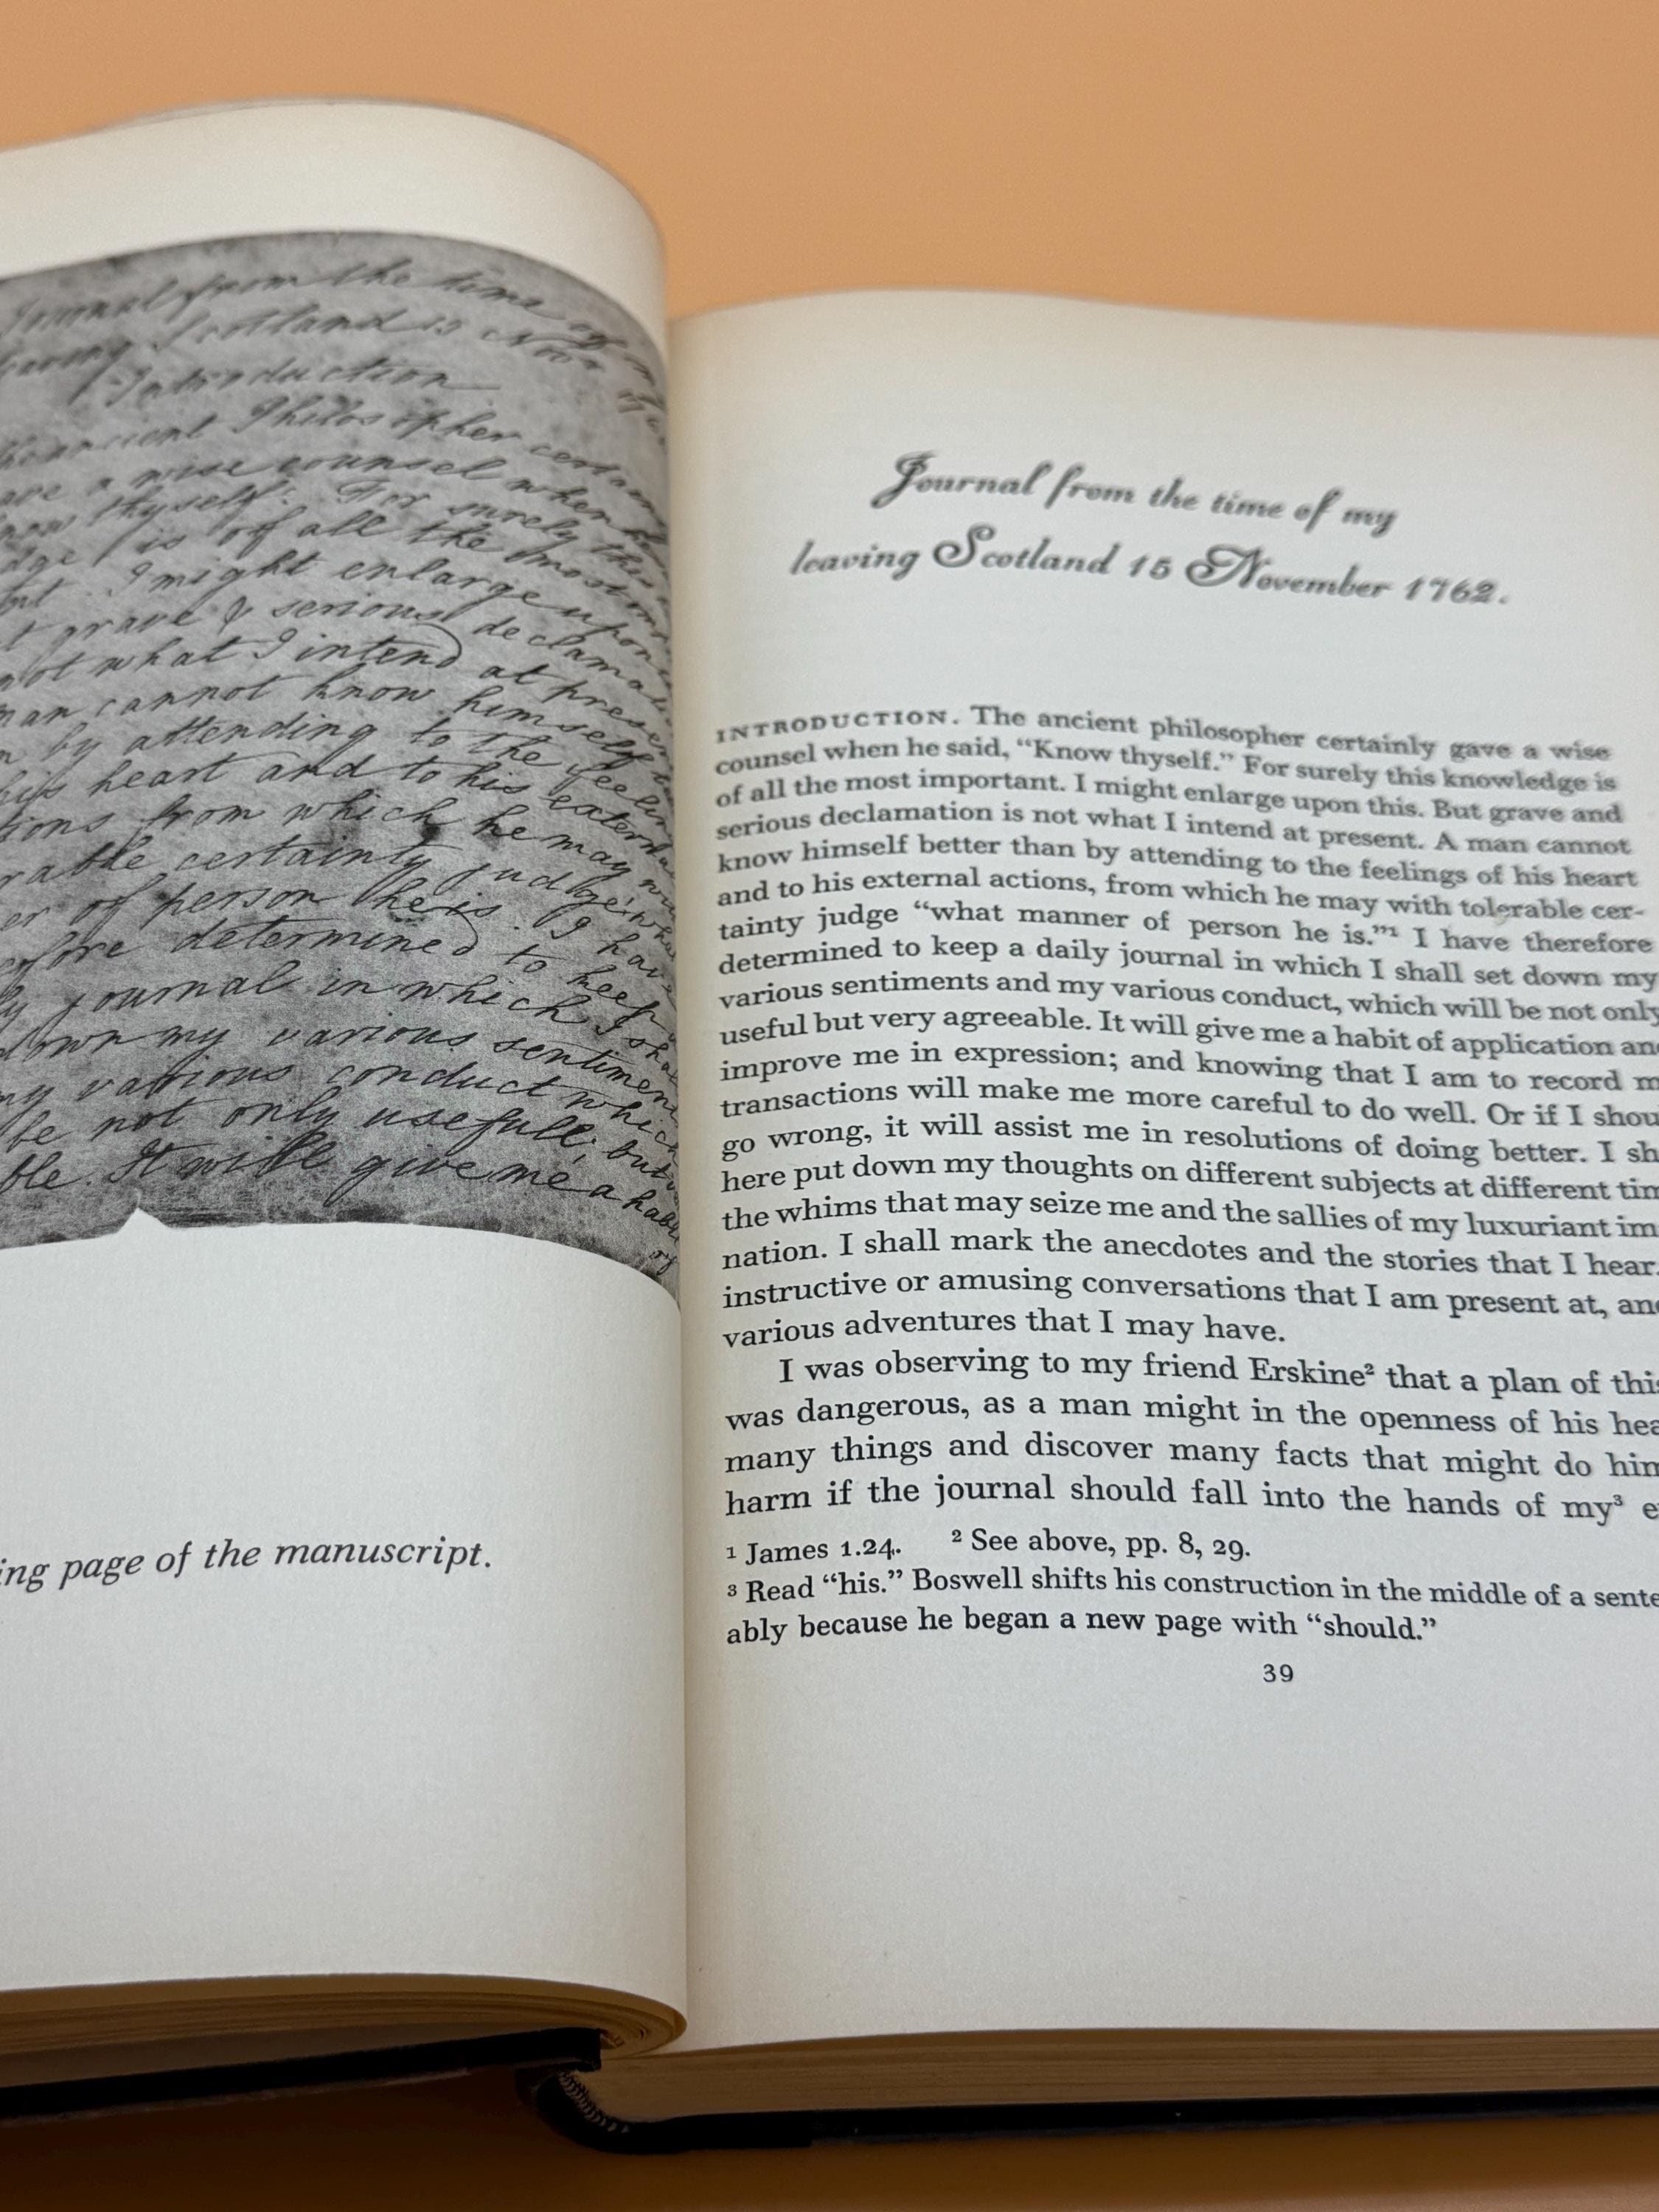 Journal from the time of
Scotland 15 Novr
Introduction
ancient Philosopher
a wise counsel when
thyself. For surely this
is of all the most
I might enlarge upon
grave & serious
not what I intend at
man cannot know himself
by attending to the
his heart and to his
from which he may
certainty judge
of person he is. I have
determined to keep
journal in which I
down my various
my various conduct which
be not only usefull; but
It will give me a habit
of
ing page of the manuscript.
Journal from the time of my
leaving Scotland 15 November 1762.
INTRODUCTION. The ancient philosopher certainly gave a wise
counsel when he said, “Know thyself.” For surely this knowledge is
of all the most important. I might enlarge upon this. But grave and
serious declamation is not what I intend at present. A man cannot
know himself better than by attending to the feelings of his heart
and to his external actions, from which he may with tolerable cer-
tainty judge “what manner of person he is.”¹ I have therefore
determined to keep a daily journal in which I shall set down my
various sentiments and my various conduct, which will be not only
useful but very agreeable. It will give me a habit of application and
improve me in expression; and knowing that I am to record m
transactions will make me more careful to do well. Or if I shou
go wrong, it will assist me in resolutions of doing better. I sh
here put down my thoughts on different subjects at different tim
the whims that may seize me and the sallies of my luxuriant im
nation. I shall mark the anecdotes and the stories that I hear,
instructive or amusing conversations that I am present at, and
various adventures that I may have.
I was observing to my friend Erskine² that a plan of this
was dangerous, as a man might in the openness of his hea
many things and discover many facts that might do him
harm if the journal should fall into the hands of my³ e
¹ James 1.24. ² See above, pp. 8, 29.
³ Read “his.” Boswell shifts his construction in the middle of a sente
ably because he began a new page with “should.”
39